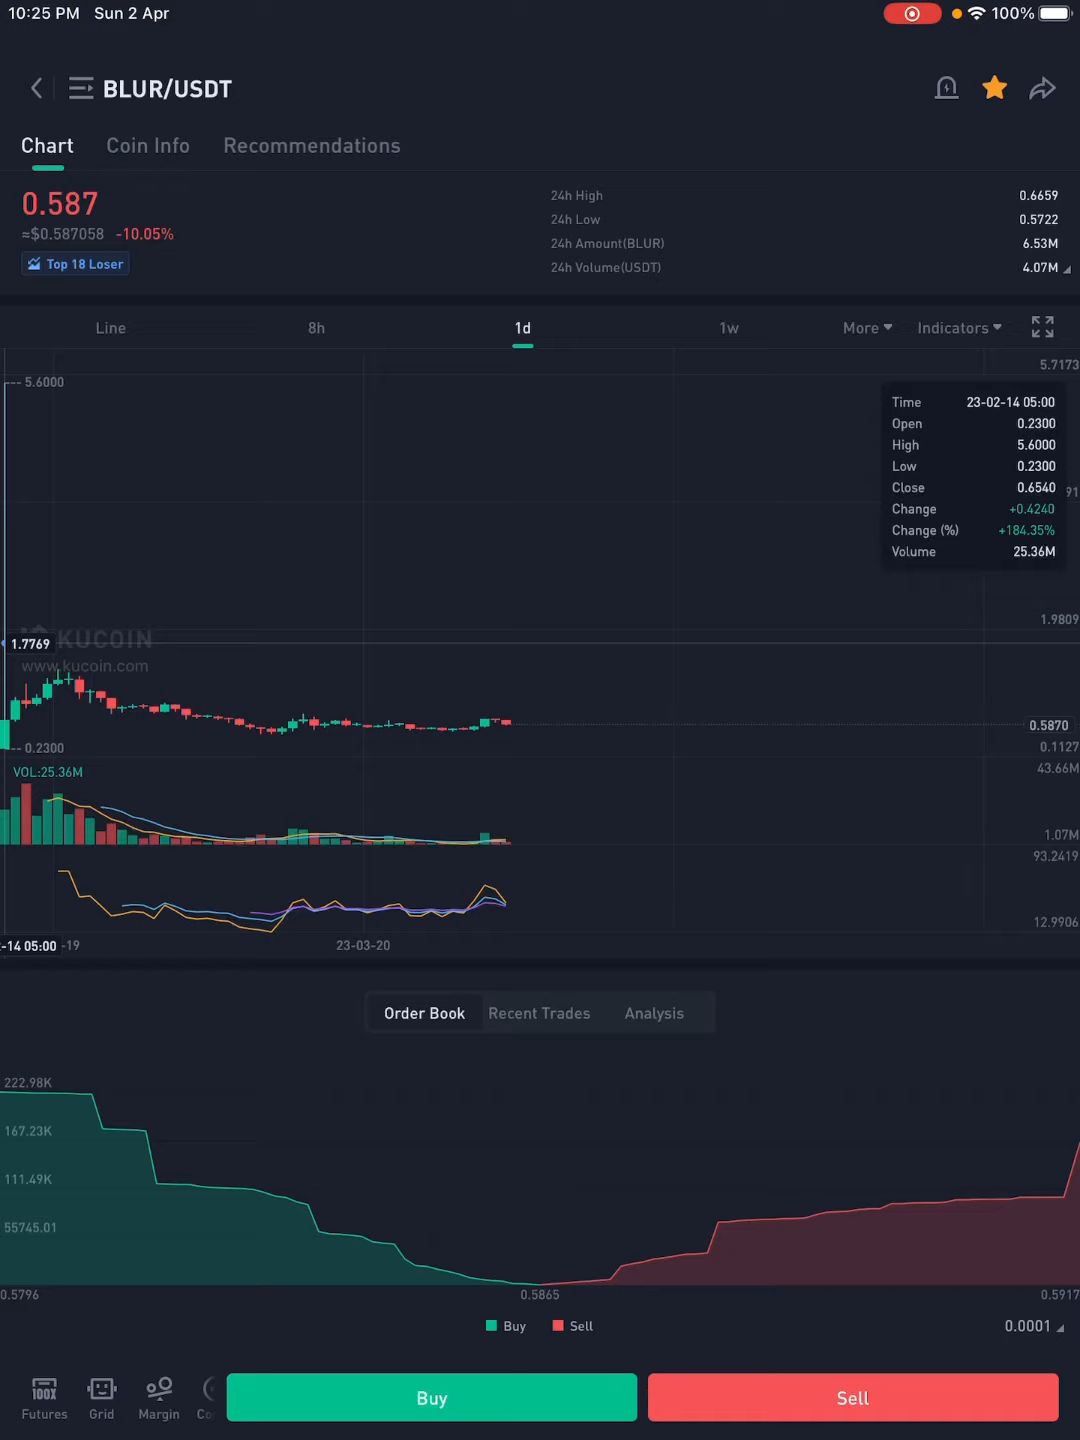 10:25 PM Sun 2 Apr 100%
BLUR/USDT
Chart Coin Info Recommendations
0.587
≈$0.587058 -10.05%
Top 18 Loser
24h High 0.6659
24h Low 0.5722
24h Amount(BLUR) 6.53M
24h Volume(USDT) 4.07M
Line 8h 1d 1w More Indicators
5.7173
5.6000
Time 23-02-14 05:00
Open 0.2300
High 5.6000
Low 0.2300
Close 0.6540
Change +0.4240
Change (%) +184.35%
Volume 25.36M
91
1.9809
1.7769
KUCOIN
www.kucoin.com
0.5870
0.2300
0.1127
VOL:25.36M
43.66M
1.07M
93.2419
12.9906
-14 05:00 -19 23-03-20
Order Book Recent Trades Analysis
222.98K
167.23K
111.49K
55745.01
0.5796 0.5865 0.5917
Buy Sell 0.0001
100X
Futures Grid Margin Co
Buy Sell